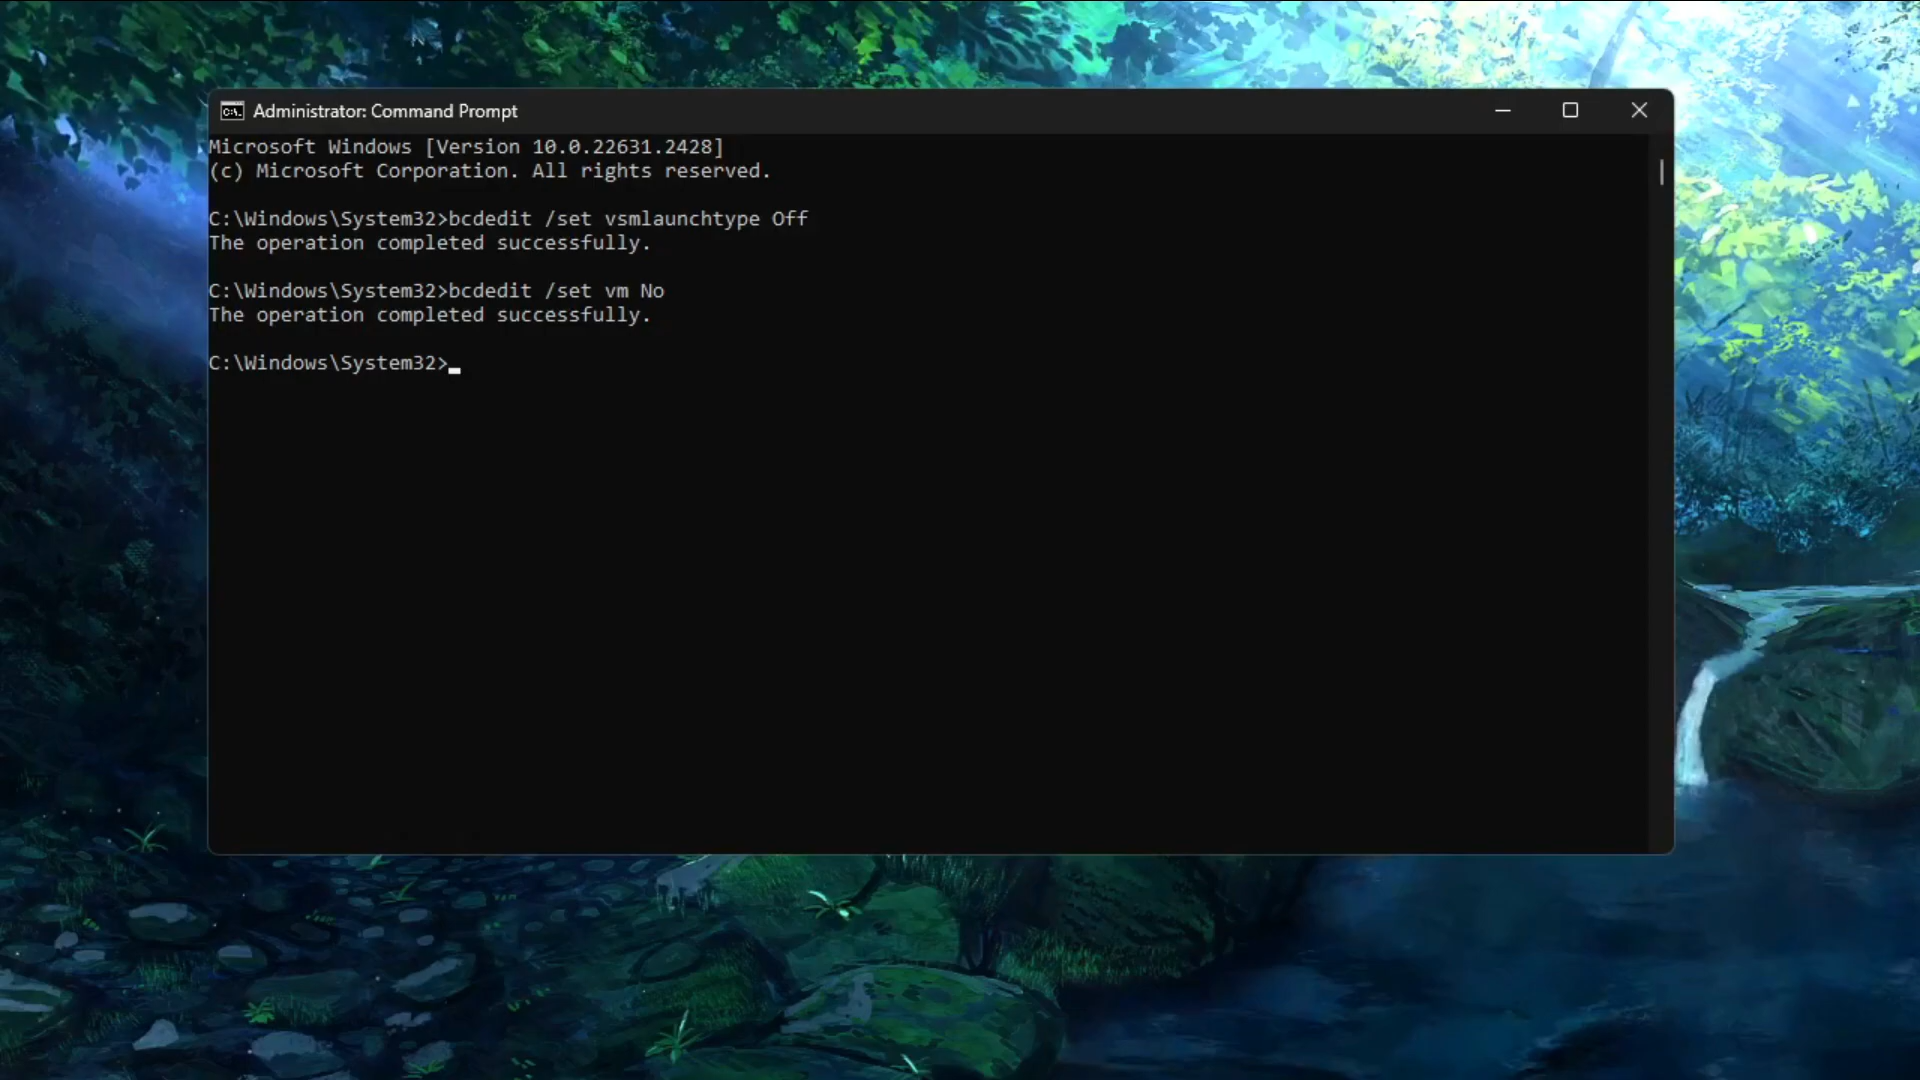 Administrator: Command Prompt
Microsoft Windows [Version 10.0.22631.2428]
(c) Microsoft Corporation. All rights reserved.
C:\Windows\System32>bcdedit /set vsmlaunchtype Off
The operation completed successfully.
C:\Windows\System32>bcdedit /set vm No
The operation completed successfully.
C:\Windows\System32>